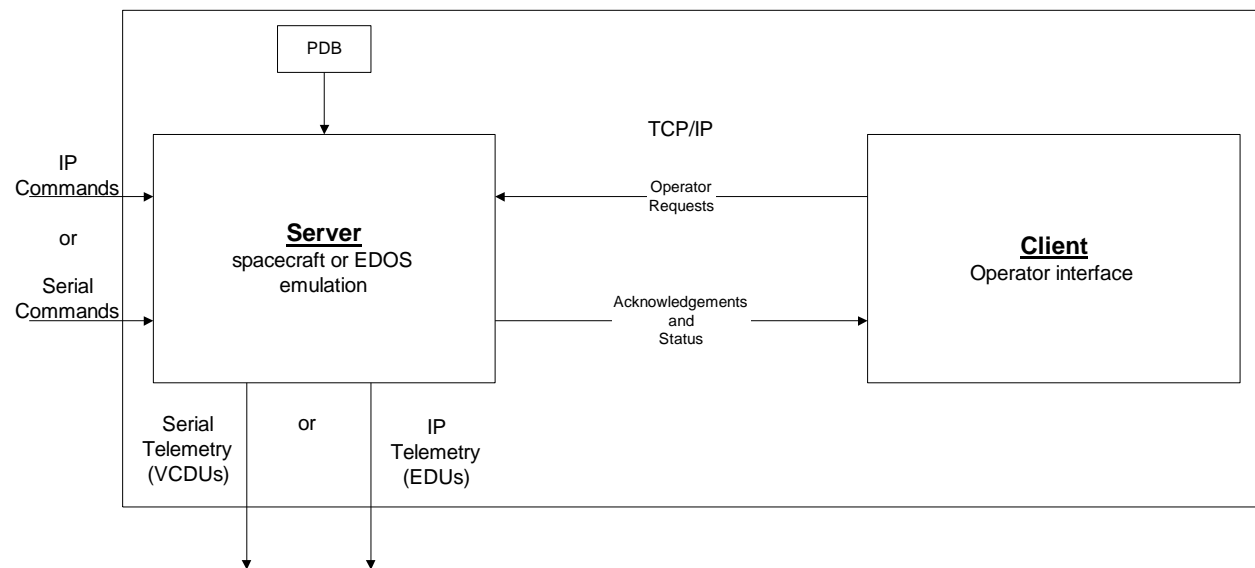 PDB
TCP/IP
IP
Commands
or
Serial
Commands
Server
spacecraft or EDOS
emulation
Operator
Requests
Acknowledgements
and
Status
Client
Operator interface
Serial
Telemetry
(VCDUs)
or
IP
Telemetry
(EDUs)